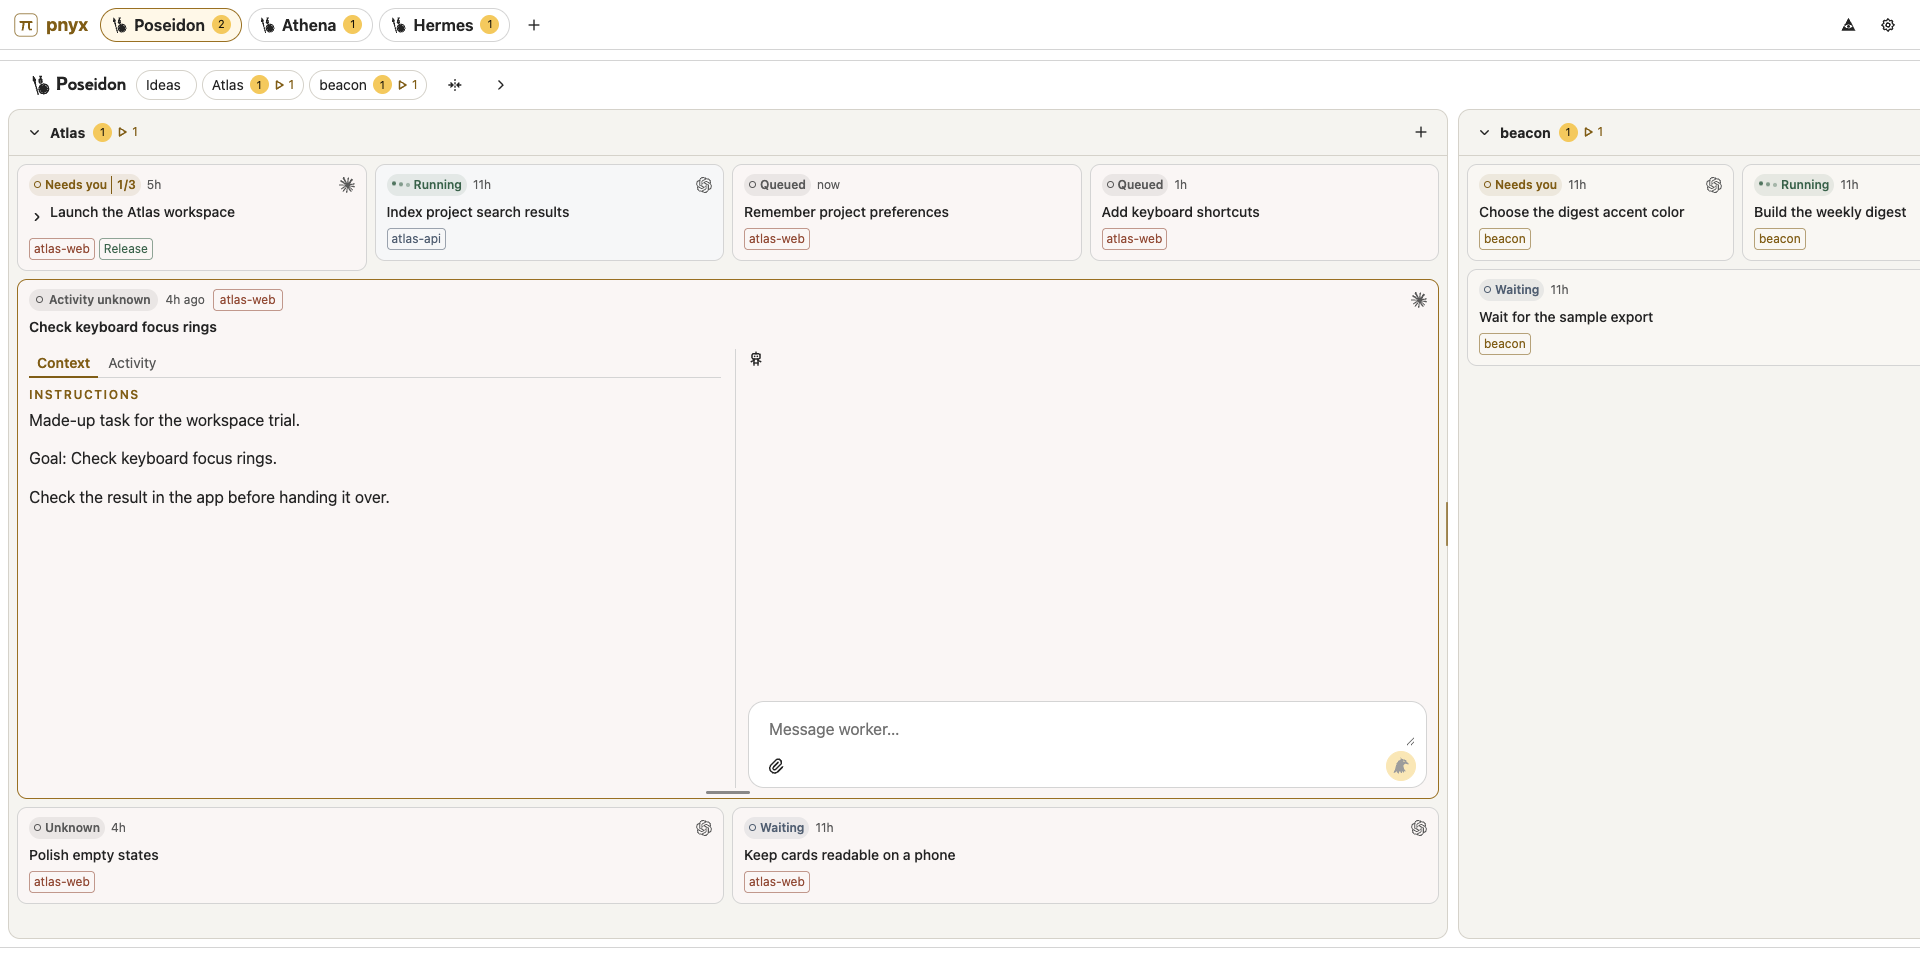 π pnyx Poseidon 2 Athena 1 Hermes 1 +
Poseidon Ideas Atlas 1 1 beacon 1 1
Atlas 1 1
Needs you 1/3 5h
Launch the Atlas workspace
atlas-web Release
Running 11h
Index project search results
atlas-api
Queued now
Remember project preferences
atlas-web
Queued 1h
Add keyboard shortcuts
atlas-web
Activity unknown 4h ago atlas-web
Check keyboard focus rings
Context Activity
INSTRUCTIONS
Made-up task for the workspace trial.
Goal: Check keyboard focus rings.
Check the result in the app before handing it over.
Message worker...
Unknown 4h
Polish empty states
atlas-web
Waiting 11h
Keep cards readable on a phone
atlas-web
beacon 1 1
Needs you 11h
Choose the digest accent color
beacon
Running 11h
Build the weekly digest
beacon
Waiting 11h
Wait for the sample export
beacon